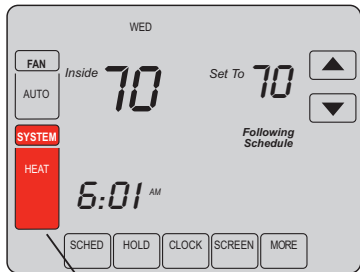 WED
FAN
AUTO
Inside 70
Set To 70
SYSTEM
HEAT
Following
Schedule
6:01 AM
SCHED HOLD CLOCK SCREEN MORE